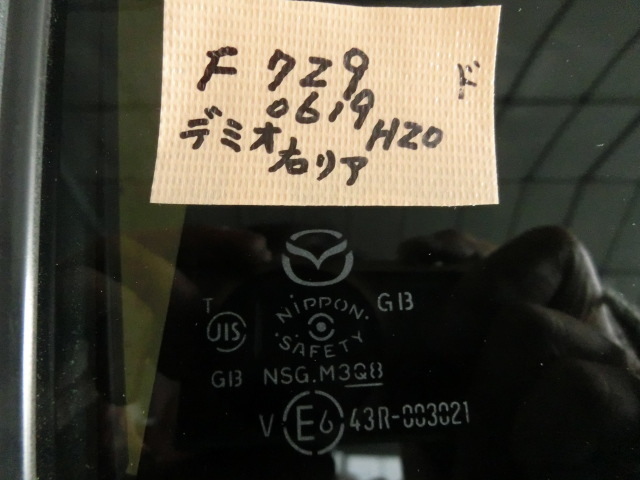 F 729 ド
0619
デミオ H20
右リア
NIPPON
SAFETY
T GB
JIS
GB NSG.M3Q8
V E6 43R-003021